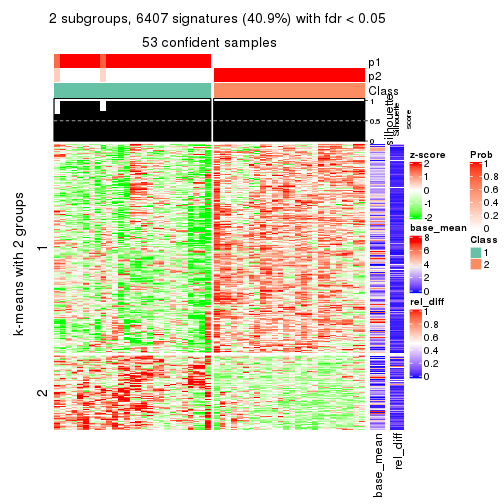 2 subgroups, 6407 signatures (40.9%) with fdr < 0.05
53 confident samples
p1
p2
Class
silhouette
Silhouette
score
1
0.5
0
k-means with 2 groups
1
2
base_mean
rel_diff
z-score
2
1
0
-1
-2
base_mean
8
6
4
2
0
rel_diff
1
0.8
0.6
0.4
0.2
0
Prob
1
0.8
0.6
0.4
0.2
0
Class
1
2